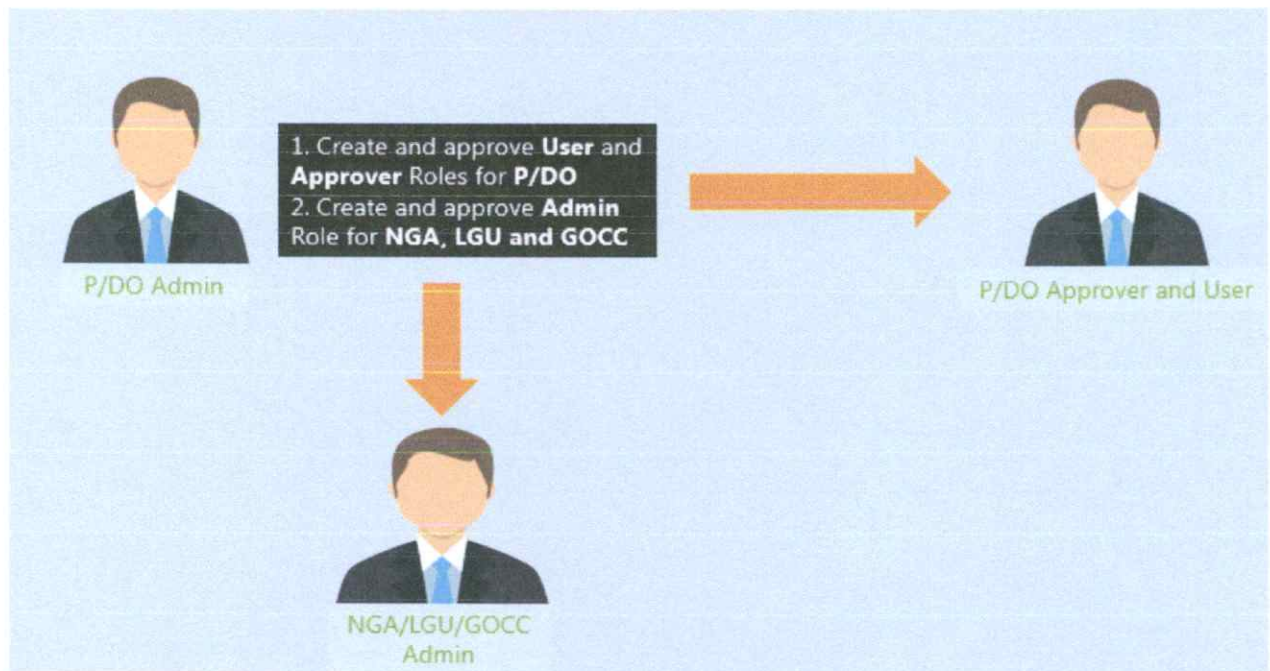 P/DO Admin
1. Create and approve User and
Approver Roles for P/DO
2. Create and approve Admin
Role for NGA, LGU and GOCC
P/DO Approver and User
NGA/LGU/GOCC
Admin